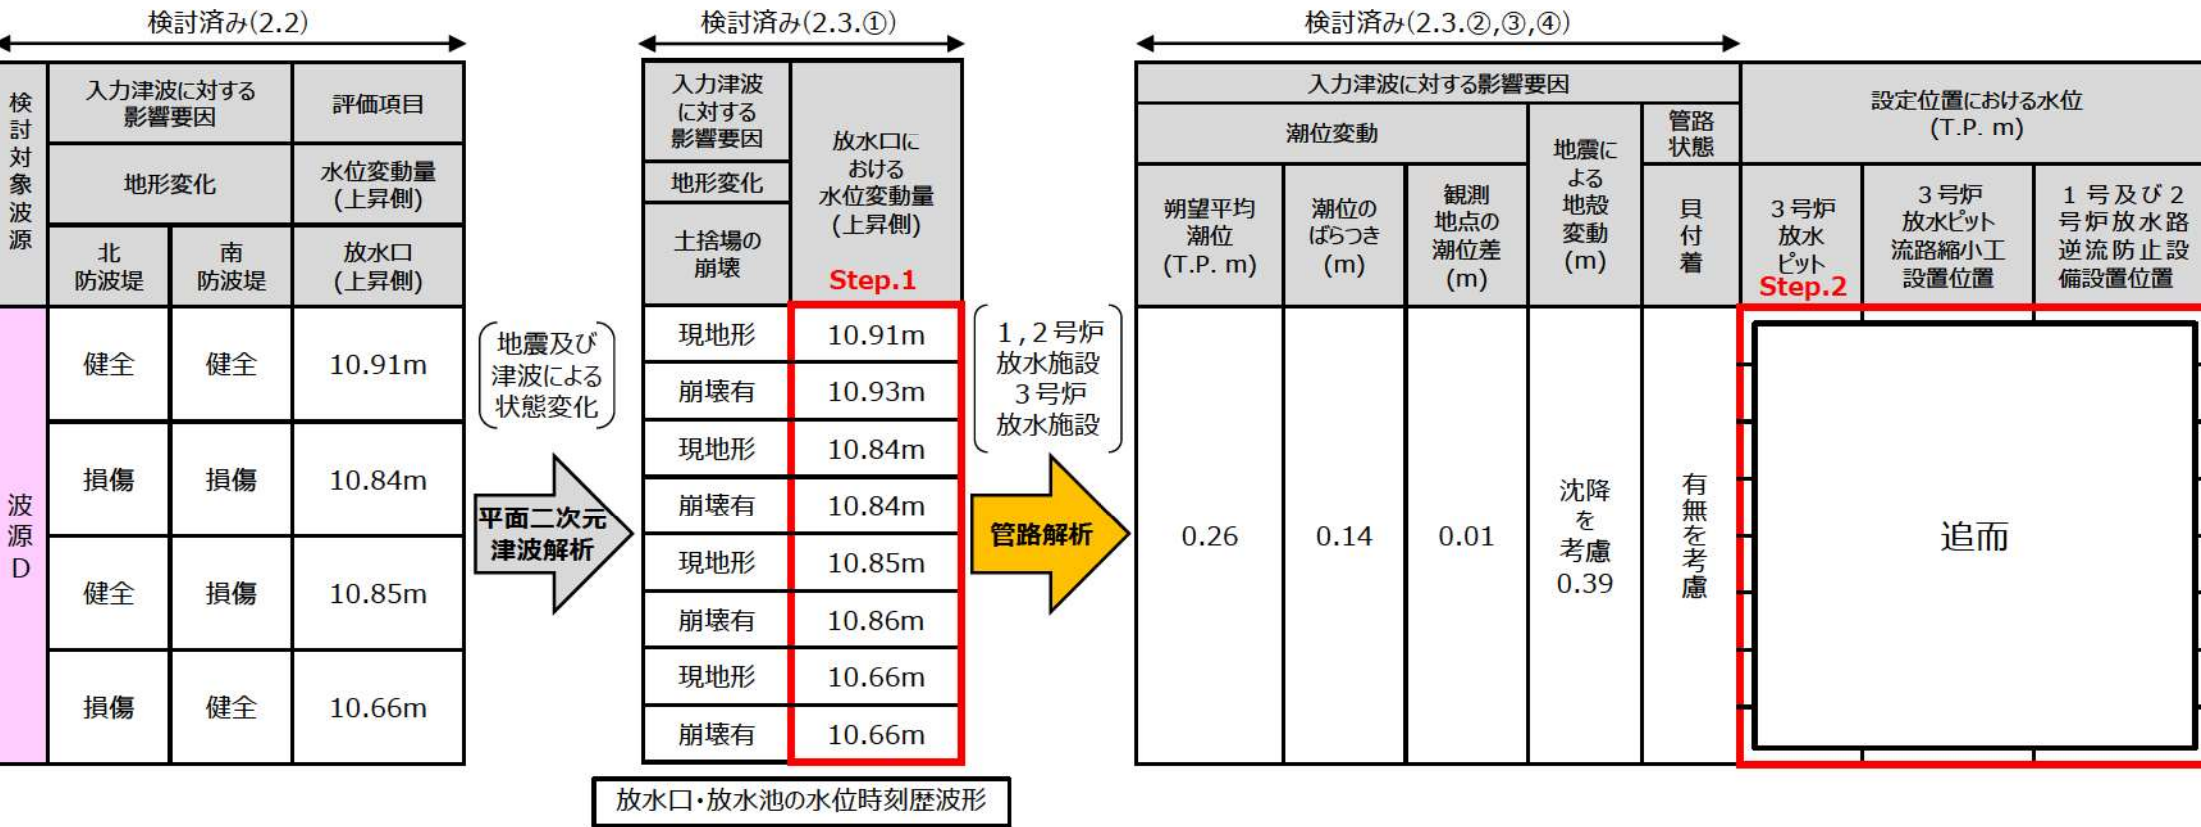 検討済み(2.2)
検討対象波源
入力津波に対する
影響要因
評価項目
地形変化
水位変動量
(上昇側)
北
防波堤
南
防波堤
放水口
(上昇側)
波源D
健全
健全
10.91m
損傷
損傷
10.84m
健全
損傷
10.85m
損傷
健全
10.66m
地震及び
津波による
状態変化
平面二次元
津波解析
検討済み(2.3.①)
入力津波
に対する
影響要因
地形変化
土捨場の
崩壊
放水口に
おける
水位変動量
(上昇側)
Step.1
現地形
10.91m
崩壊有
10.93m
現地形
10.84m
崩壊有
10.84m
現地形
10.85m
崩壊有
10.86m
現地形
10.66m
崩壊有
10.66m
放水口・放水池の水位時刻歴波形
1,2号炉
放水施設
3号炉
放水施設
管路解析
検討済み(2.3.②,③,④)
入力津波に対する影響要因
潮位変動
朔望平均
潮位
(T.P. m)
潮位の
ばらつき
(m)
観測
地点の
潮位差
(m)
地震に
よる
地殻
変動
(m)
管路
状態
貝付着
設定位置における水位
(T.P. m)
3号炉
放水
ピット
Step.2
3号炉
放水ピット
流路縮小工
設置位置
1号及び2
号炉放水路
逆流防止設
備設置位置
0.26
0.14
0.01
沈降
を
考慮
0.39
有無を考慮
追而